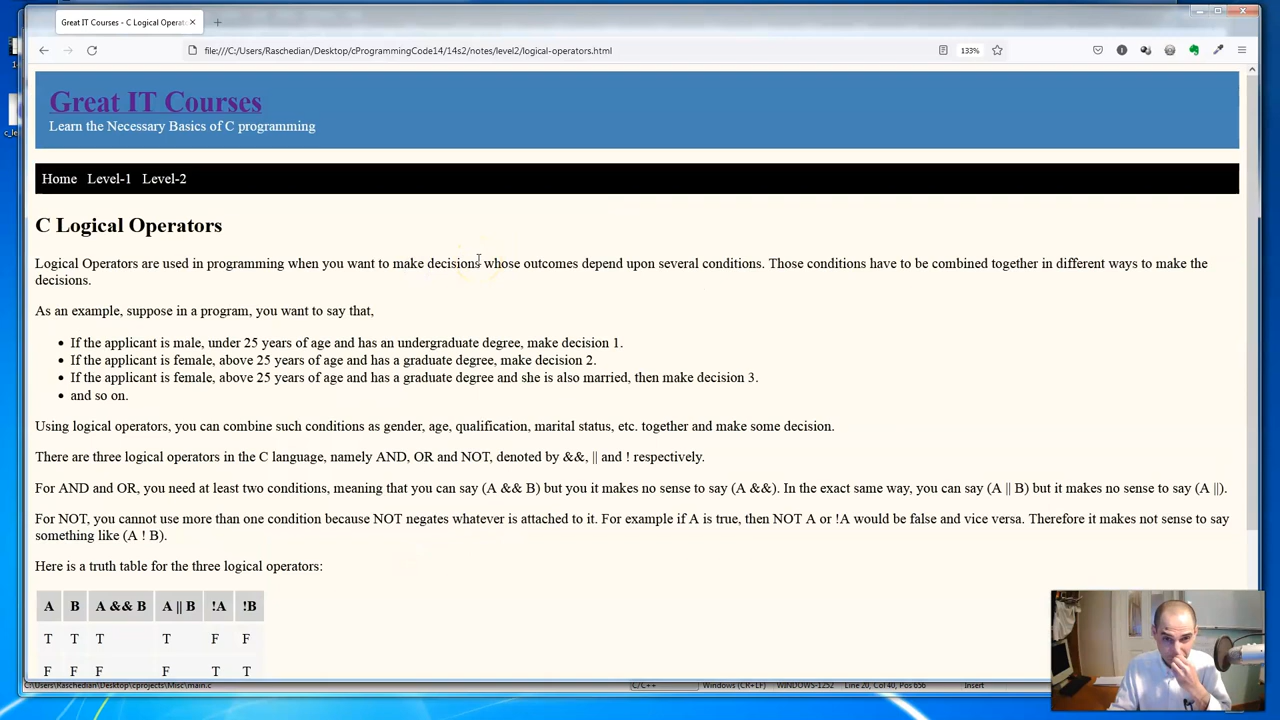 Great IT Courses - C Logical Operato
file:///C:/Users/Raschedian/Desktop/cProgrammingCode14/14s2/notes/level2/logical-operators.html
133%
Great IT Courses
Learn the Necessary Basics of C programming
Home Level-1 Level-2
C Logical Operators
Logical Operators are used in programming when you want to make decisions whose outcomes depend upon several conditions. Those conditions have to be combined together in different ways to make the
decisions.
As an example, suppose in a program, you want to say that,
• If the applicant is male, under 25 years of age and has an undergraduate degree, make decision 1.
• If the applicant is female, above 25 years of age and has a graduate degree, make decision 2.
• If the applicant is female, above 25 years of age and has a graduate degree and she is also married, then make decision 3.
• and so on.
Using logical operators, you can combine such conditions as gender, age, qualification, marital status, etc. together and make some decision.
There are three logical operators in the C language, namely AND, OR and NOT, denoted by &&, || and ! respectively.
For AND and OR, you need at least two conditions, meaning that you can say (A && B) but you it makes no sense to say (A &&). In the exact same way, you can say (A || B) but it makes no sense to say (A ||).
For NOT, you cannot use more than one condition because NOT negates whatever is attached to it. For example if A is true, then NOT A or !A would be false and vice versa. Therefore it makes not sense to say
something like (A ! B).
Here is a truth table for the three logical operators:
A B A && B A || B !A !B
T T T T F F
F F F F T T
C:\Users\Raschedian\Desktop\cprojects\Misc\main.c C/C++ Windows (CR+LF) WINDOWS-1252 Line 20, Col 40, Pos 656 Insert